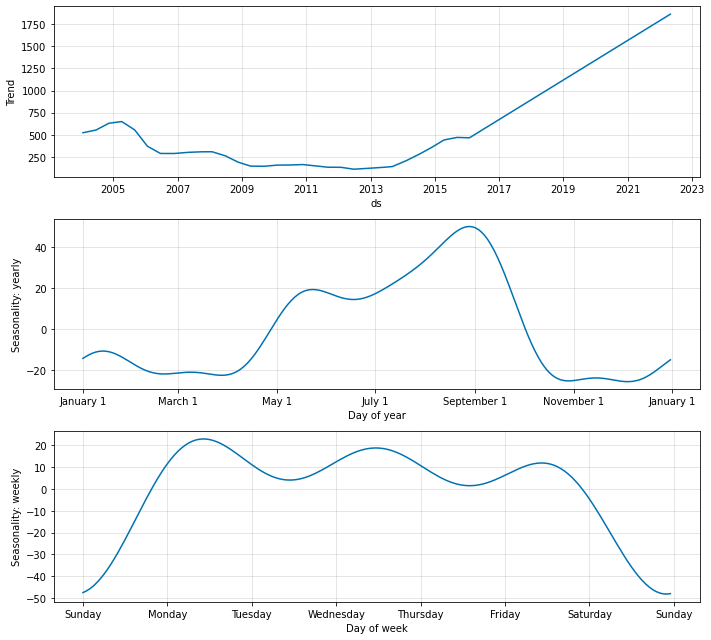 Trend
1750
1500
1250
1000
750
500
250
2005 2007 2009 2011 2013 2015 2017 2019 2021 2023
ds
Seasonality: yearly
40
20
0
−20
January 1 March 1 May 1 July 1 September 1 November 1 January 1
Day of year
Seasonality: weekly
20
10
0
−10
−20
−30
−40
−50
Sunday Monday Tuesday Wednesday Thursday Friday Saturday Sunday
Day of week